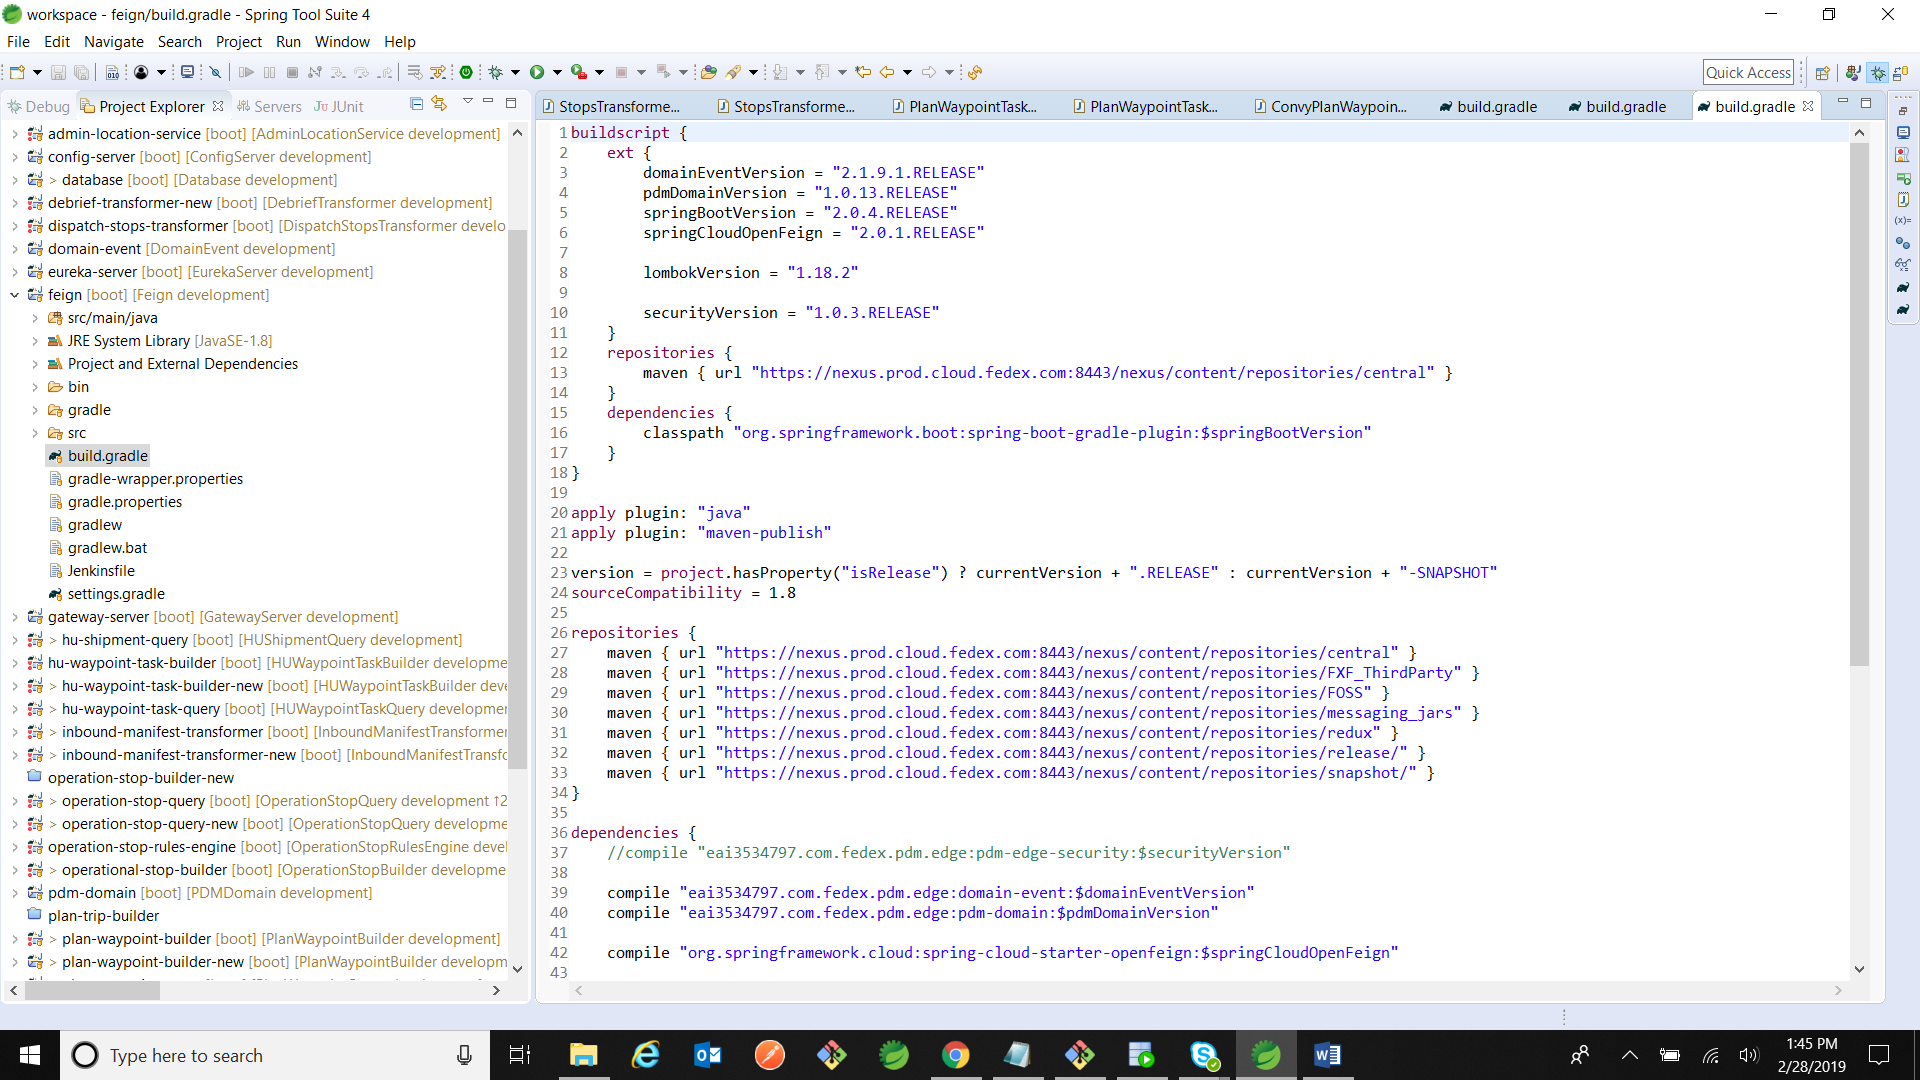 workspace - feign/build.gradle - Spring Tool Suite 4
File Edit Navigate Search Project Run Window Help
Quick Access
Debug Project Explorer Servers JUnit
StopsTransforme... StopsTransforme... PlanWaypointTask... PlanWaypointTask... ConvyPlanWaypoin... build.gradle build.gradle build.gradle
> admin-location-service [boot] [AdminLocationService development]
> config-server [boot] [ConfigServer development]
> > database [boot] [Database development]
> debrief-transformer-new [boot] [DebriefTransformer development]
> dispatch-stops-transformer [boot] [DispatchStopsTransformer develo
> domain-event [DomainEvent development]
> eureka-server [boot] [EurekaServer development]
feign [boot] [Feign development]
> src/main/java
> JRE System Library [JavaSE-1.8]
> Project and External Dependencies
> bin
> gradle
> src
build.gradle
gradle-wrapper.properties
gradle.properties
gradlew
gradlew.bat
Jenkinsfile
settings.gradle
> gateway-server [boot] [GatewayServer development]
> > hu-shipment-query [boot] [HUShipmentQuery development]
> hu-waypoint-task-builder [boot] [HUWaypointTaskBuilder developme
> > hu-waypoint-task-builder-new [boot] [HUWaypointTaskBuilder deve
> > hu-waypoint-task-query [boot] [HUWaypointTaskQuery developmer
> > inbound-manifest-transformer [boot] [InboundManifestTransformer
> > inbound-manifest-transformer-new [boot] [InboundManifestTransfo
operation-stop-builder-new
> > operation-stop-query [boot] [OperationStopQuery development ↑2
> > operation-stop-query-new [boot] [OperationStopQuery developme
> operation-stop-rules-engine [boot] [OperationStopRulesEngine devel
> > operational-stop-builder [boot] [OperationStopBuilder developme
> pdm-domain [boot] [PDMDomain development]
plan-trip-builder
> > plan-waypoint-builder [boot] [PlanWaypointBuilder development]
> > plan-waypoint-builder-new [boot] [PlanWaypointBuilder developm
1 buildscript {
2 ext {
3 domainEventVersion = "2.1.9.1.RELEASE"
4 pdmDomainVersion = "1.0.13.RELEASE"
5 springBootVersion = "2.0.4.RELEASE"
6 springCloudOpenFeign = "2.0.1.RELEASE"
7
8 lombokVersion = "1.18.2"
9
10 securityVersion = "1.0.3.RELEASE"
11 }
12 repositories {
13 maven { url "https://nexus.prod.cloud.fedex.com:8443/nexus/content/repositories/central" }
14 }
15 dependencies {
16 classpath "org.springframework.boot:spring-boot-gradle-plugin:$springBootVersion"
17 }
18 }
19
20 apply plugin: "java"
21 apply plugin: "maven-publish"
22
23 version = project.hasProperty("isRelease") ? currentVersion + ".RELEASE" : currentVersion + "-SNAPSHOT"
24 sourceCompatibility = 1.8
25
26 repositories {
27 maven { url "https://nexus.prod.cloud.fedex.com:8443/nexus/content/repositories/central" }
28 maven { url "https://nexus.prod.cloud.fedex.com:8443/nexus/content/repositories/FXF_ThirdParty" }
29 maven { url "https://nexus.prod.cloud.fedex.com:8443/nexus/content/repositories/FOSS" }
30 maven { url "https://nexus.prod.cloud.fedex.com:8443/nexus/content/repositories/messaging_jars" }
31 maven { url "https://nexus.prod.cloud.fedex.com:8443/nexus/content/repositories/redux" }
32 maven { url "https://nexus.prod.cloud.fedex.com:8443/nexus/content/repositories/release/" }
33 maven { url "https://nexus.prod.cloud.fedex.com:8443/nexus/content/repositories/snapshot/" }
34 }
35
36 dependencies {
37 //compile "eai3534797.com.fedex.pdm.edge:pdm-edge-security:$securityVersion"
38
39 compile "eai3534797.com.fedex.pdm.edge:domain-event:$domainEventVersion"
40 compile "eai3534797.com.fedex.pdm.edge:pdm-domain:$pdmDomainVersion"
41
42 compile "org.springframework.cloud:spring-cloud-starter-openfeign:$springCloudOpenFeign"
43
Type here to search
1:45 PM
2/28/2019